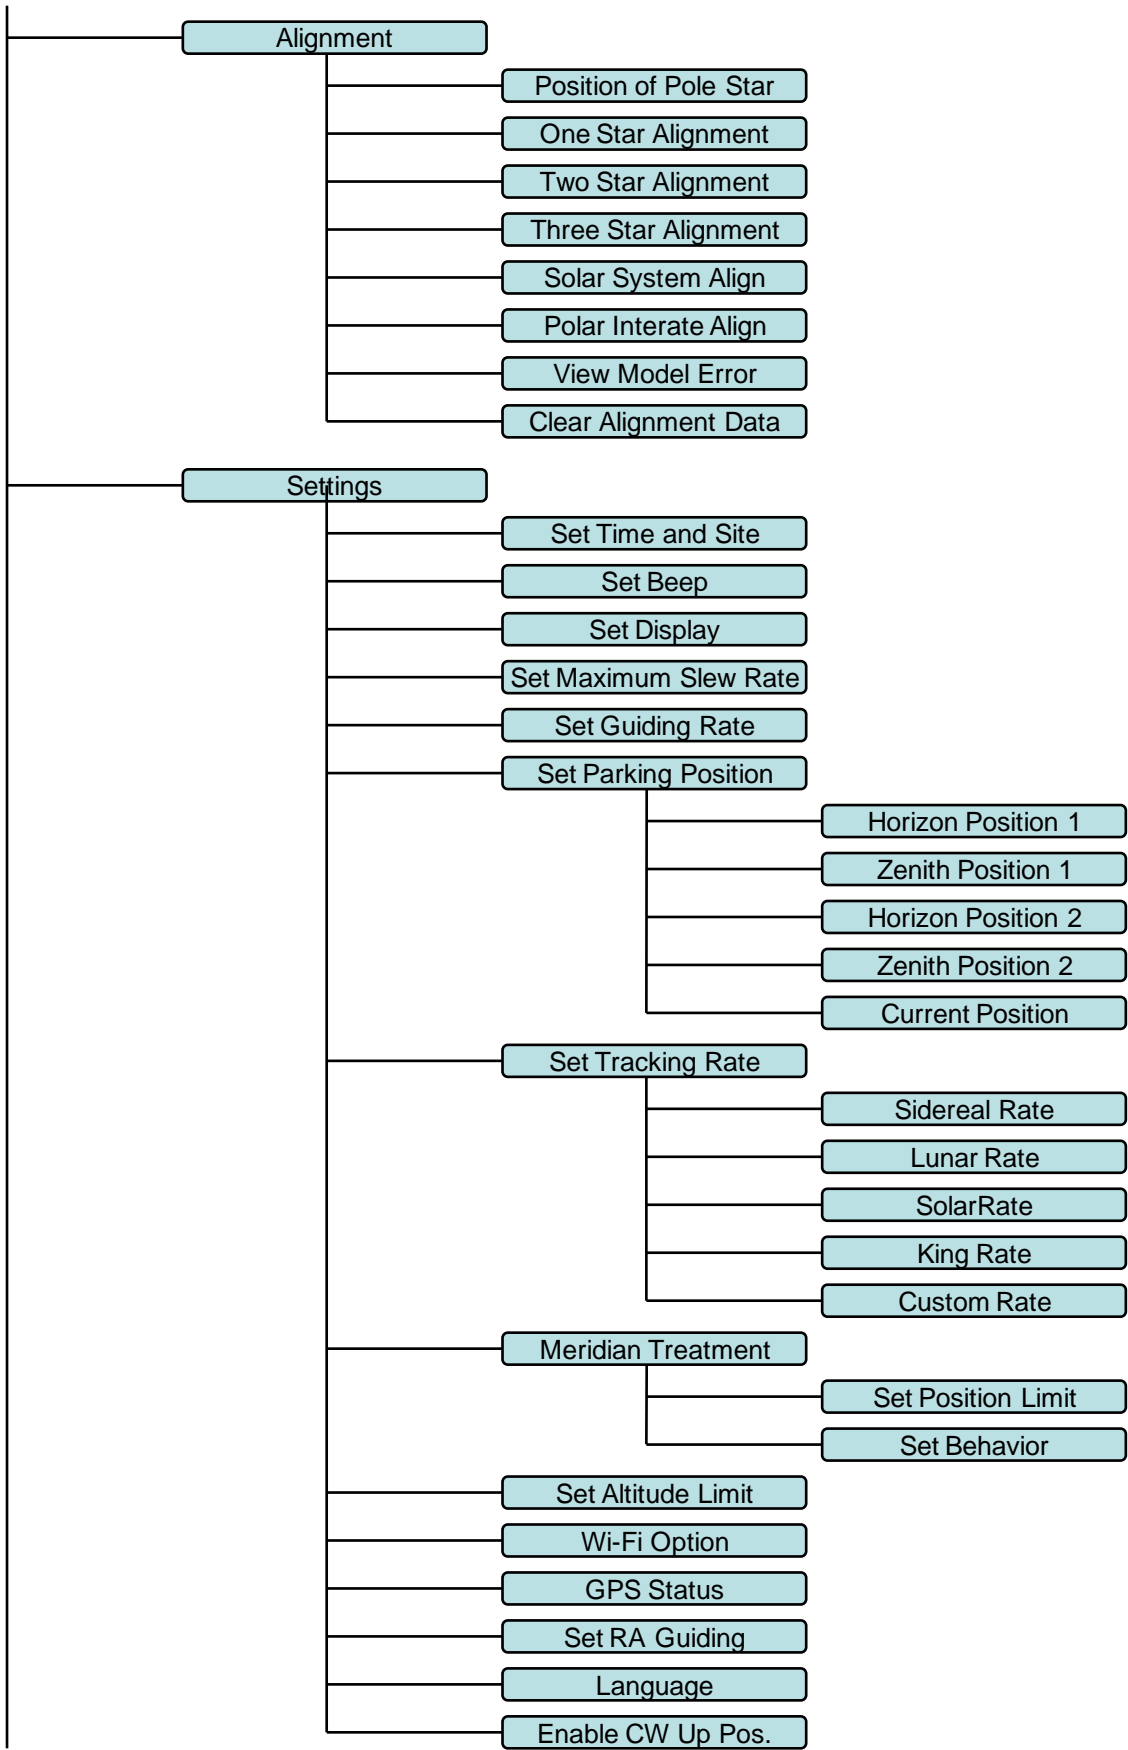 Alignment
Position of Pole Star
One Star Alignment
Two Star Alignment
Three Star Alignment
Solar System Align
Polar Interate Align
View Model Error
Clear Alignment Data
Settings
Set Time and Site
Set Beep
Set Display
Set Maximum Slew Rate
Set Guiding Rate
Set Parking Position
Horizon Position 1
Zenith Position 1
Horizon Position 2
Zenith Position 2
Current Position
Set Tracking Rate
Sidereal Rate
Lunar Rate
SolarRate
King Rate
Custom Rate
Meridian Treatment
Set Position Limit
Set Behavior
Set Altitude Limit
Wi-Fi Option
GPS Status
Set RA Guiding
Language
Enable CW Up Pos.